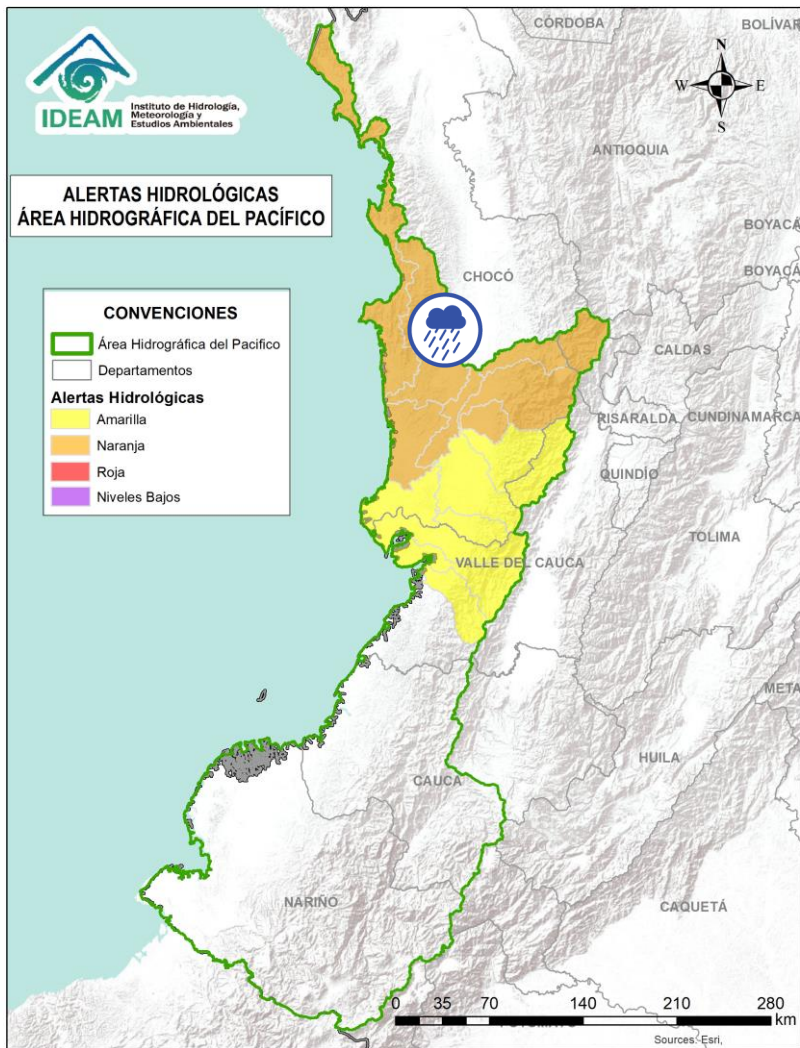 IDEAM
Instituto de Hidrología,
Meteorología y
Estudios Ambientales
ALERTAS HIDROLÓGICAS
ÁREA HIDROGRÁFICA DEL PACÍFICO
CONVENCIONES
Área Hidrográfica del Pacifico
Departamentos
Alertas Hidrológicas
Amarilla
Naranja
Roja
Niveles Bajos
N
W
E
S
CÓRDOBA
BOLÍVAR
ANTIOQUIA
BOYACÁ
BOYACÁ
CHOCÓ
CALDAS
RISARALDA
CUNDINAMARCA
QUINDÍO
TOLIMA
VALLE DEL CAUCA
META
HUILA
CAUCA
NARIÑO
CAQUETÁ
0 35 70 140 210 280
km
Sources: Esri,